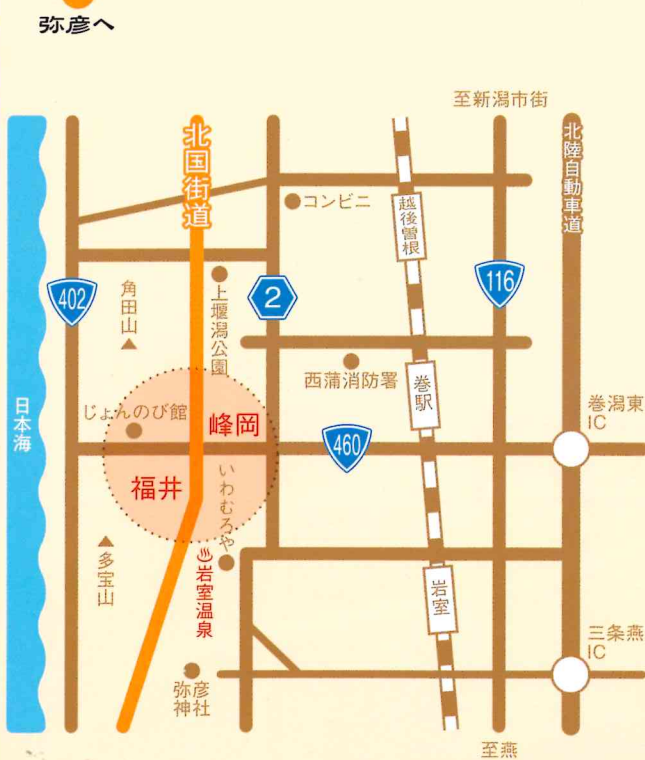 弥彦へ
至新潟市街
北国街道
北陸自動車道
コンビニ
越後曽根
402
角田山
上堰潟公園
2
116
西蒲消防署
巻駅
日本海
じょんのび館
峰岡
巻潟東
IC
460
福井
いわむろや
多宝山
岩室温泉
岩室
三条燕
IC
弥彦
神社
至燕